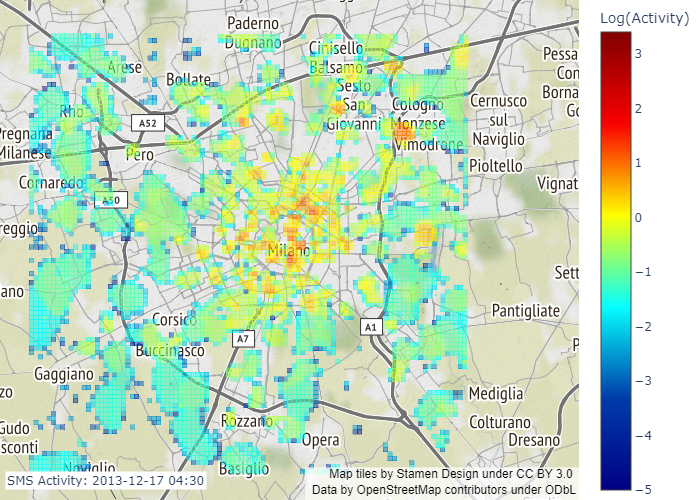 Paderno
Dugnano
Cinisello
Balsamo
Arese
Bollate
Sesto
San
Giovanni
Cologno
Monzese
Vimodrone
Cernusco
sul
Naviglio
Pioltello
Pessa
Con
Borna
Go
Rho
A52
Pregnana
Milanese
Pero
Cornaredo
A50
Vignat
reggio
Milano
Sett
ano
Pantigliate
Corsico
A1
A7
Buccinasco
P
Gaggiano
zo
Mediglia
Rozzano
Colturano
Gudo
sconti
Opera
Dresano
Noviglio
Basiglio
SMS Activity: 2013-12-17 04:30
Map tiles by Stamen Design under CC BY 3.0
Data by OpenStreetMap contributors under ODbL
Log(Activity)
3
2
1
0
−1
−2
−3
−4
−5